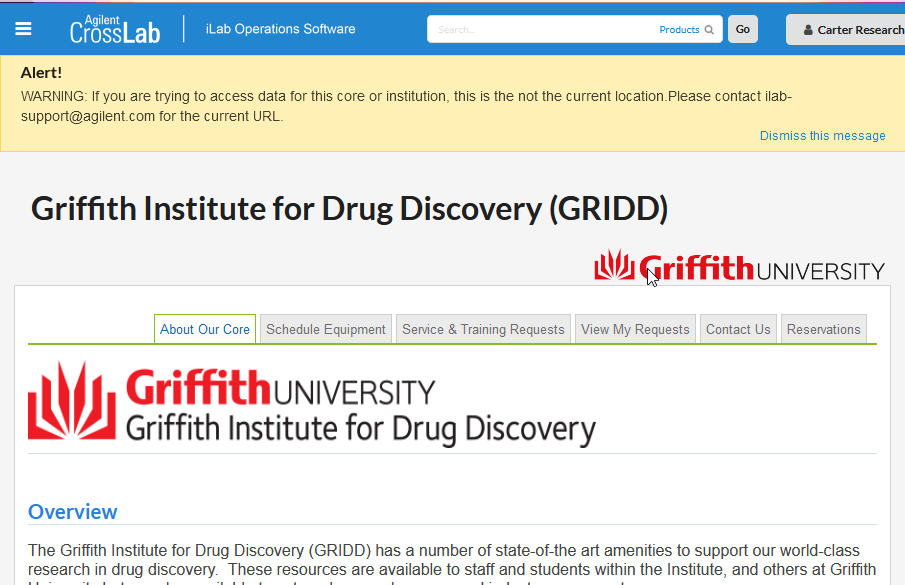 Agilent
CrossLab
iLab Operations Software
Search...
Products
Go
Carter Research
Alert!
WARNING: If you are trying to access data for this core or institution, this is the not the current location.Please contact ilab-
support@agilent.com for the current URL.
Dismiss this message
Griffith Institute for Drug Discovery (GRIDD)
Griffith UNIVERSITY
About Our Core
Schedule Equipment
Service & Training Requests
View My Requests
Contact Us
Reservations
Griffith UNIVERSITY
Griffith Institute for Drug Discovery
Overview
The Griffith Institute for Drug Discovery (GRIDD) has a number of state-of-the art amenities to support our world-class
research in drug discovery. These resources are available to staff and students within the Institute, and others at Griffith